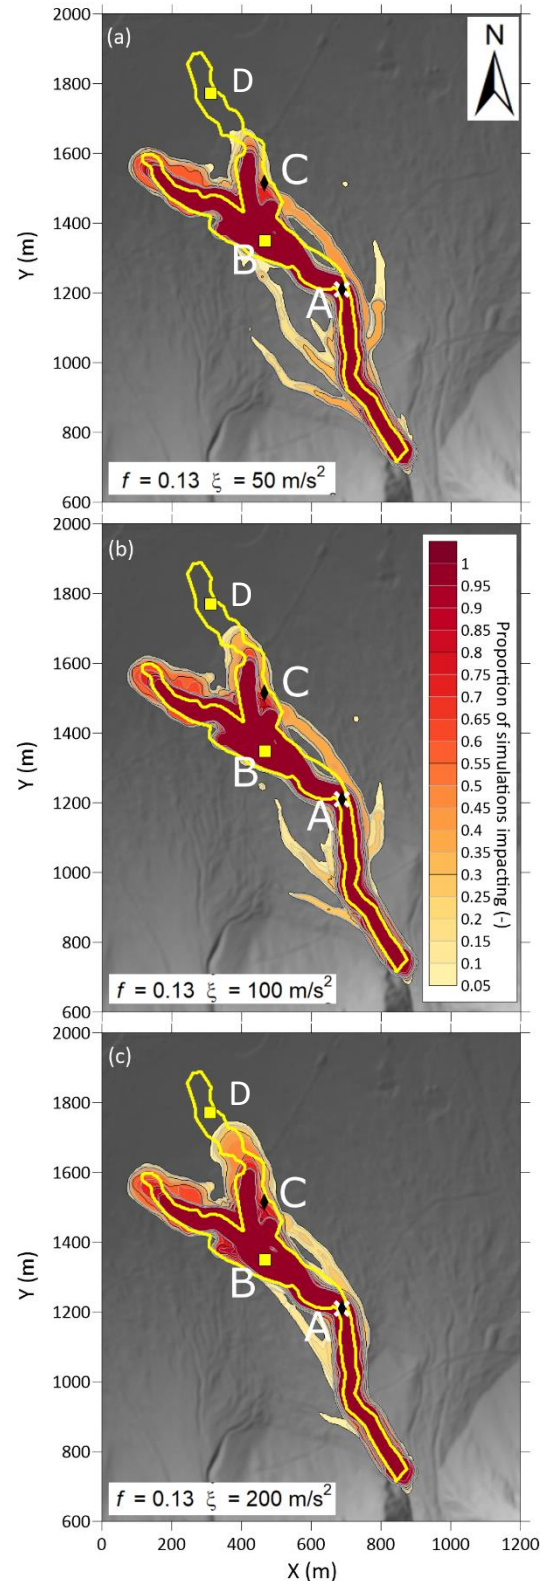 2000
(a)
N
1800
D
1600
C
1400
Y (m)
B
1200
A
1000
800
f = 0.13 ξ = 50 m/s²
600
2000
(b)
1800
D
1600
C
1400
Y (m)
B
1200
A
1000
800
f = 0.13 ξ = 100 m/s²
600
1
0.95
0.9
0.85
0.8
0.75
0.7
0.65
0.6
0.55
0.5
0.45
0.4
0.35
0.3
0.25
0.2
0.15
0.1
0.05
Proportion of simulations impacting (-)
2000
(c)
1800
D
1600
C
1400
Y (m)
B
1200
A
1000
800
f = 0.13 ξ = 200 m/s²
600
0 200 400 600 800 1000 1200
X (m)